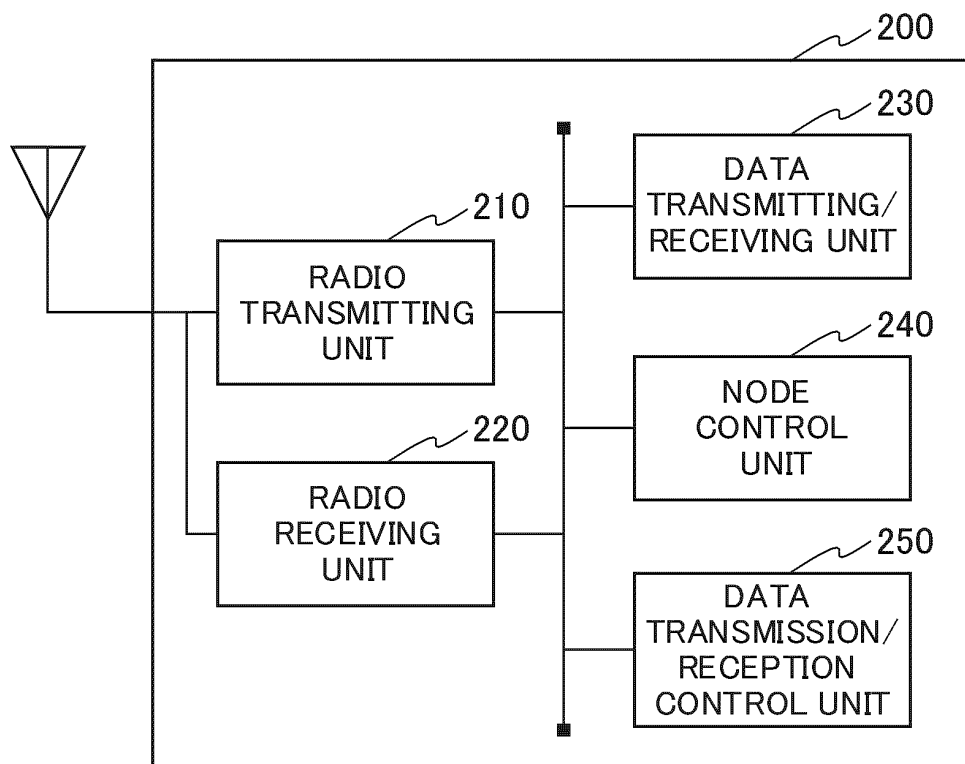 200
230
DATA
TRANSMITTING/
RECEIVING UNIT
210
RADIO
TRANSMITTING
UNIT
240
NODE
CONTROL
UNIT
220
RADIO
RECEIVING
UNIT
250
DATA
TRANSMISSION/
RECEPTION
CONTROL UNIT